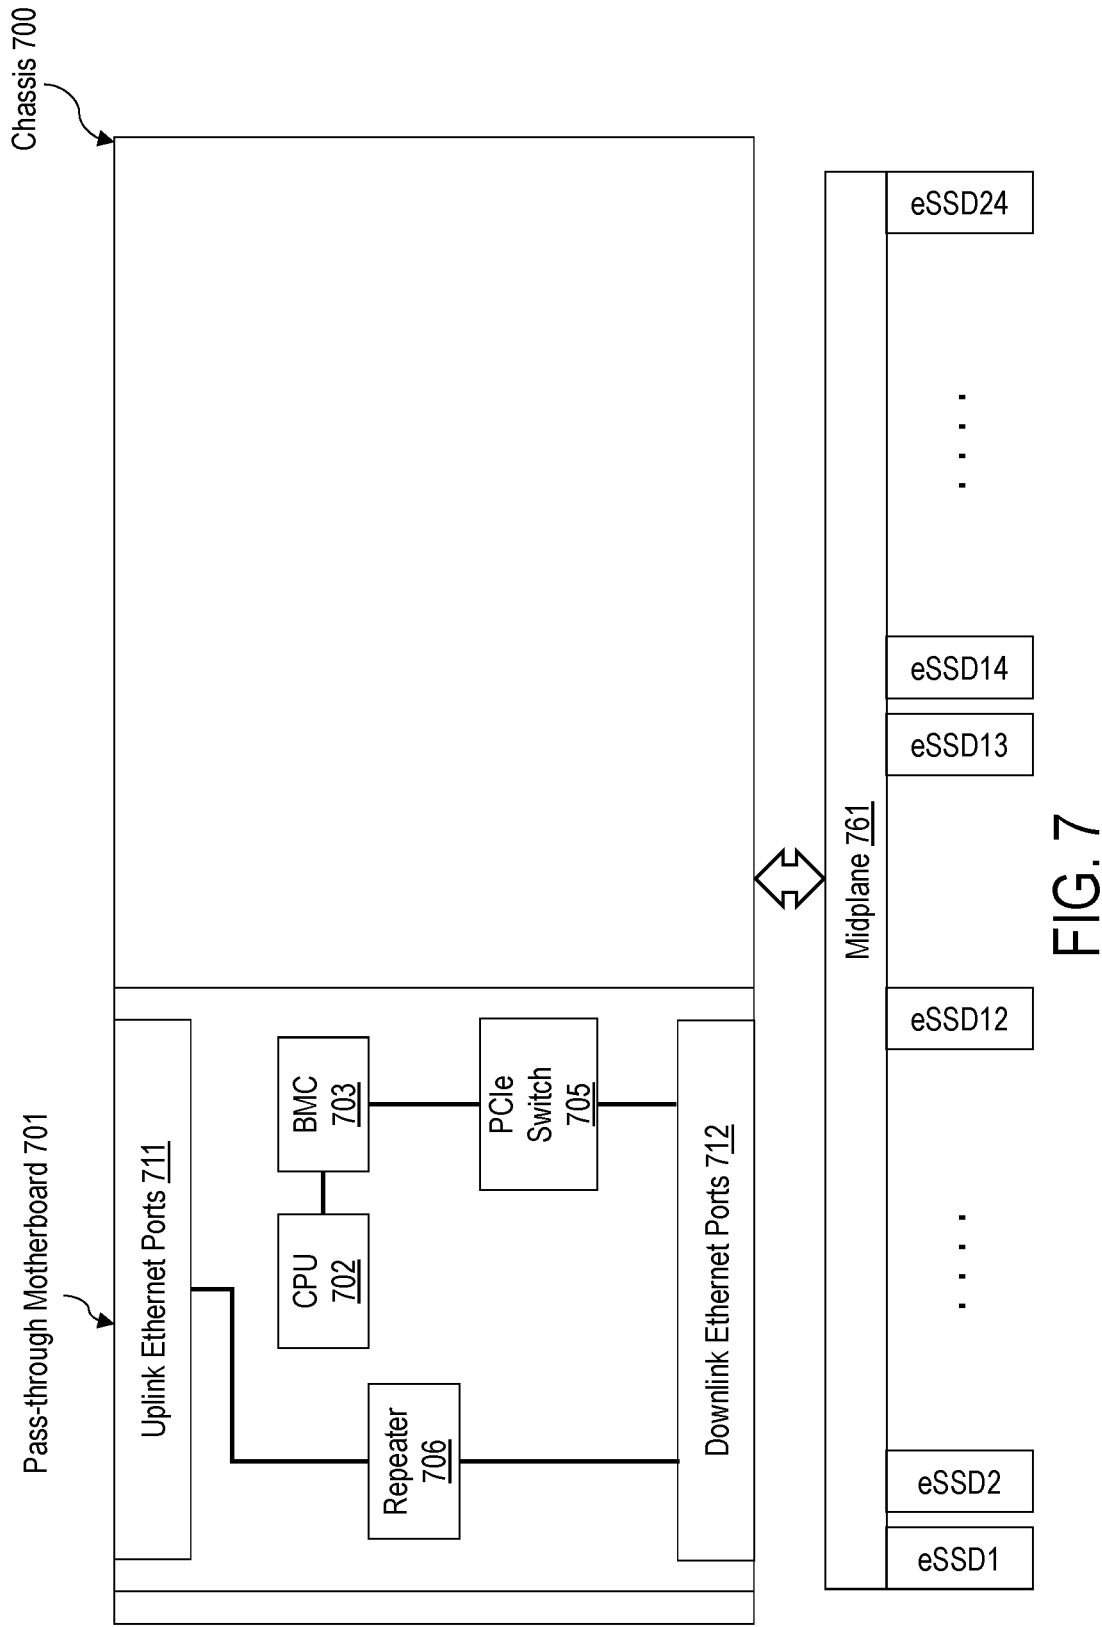 Chassis 700
Pass-through Motherboard 701
Uplink Ethernet Ports 711
CPU
702
BMC
703
Repeater
706
PCIe
Switch
705
Downlink Ethernet Ports 712
Midplane 761
eSSD1
eSSD2
. . . .
eSSD12
eSSD13
eSSD14
. . . .
eSSD24
FIG. 7